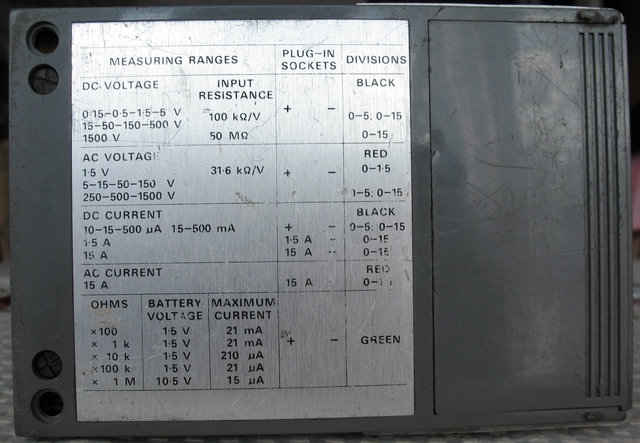 MEASURING RANGES PLUG-IN SOCKETS DIVISIONS
DC VOLTAGE INPUT RESISTANCE BLACK
0·15-0·5-1·5-5 V 100 kΩ/V + − 0-5; 0-15
15-50-150-500 V
1500 V 50 MΩ 0-15
AC VOLTAGE RED
1·5 V 31·6 kΩ/V + − 0-1·5
5-15-50-150 V
250-500-1500 V 0-5; 0-15
DC CURRENT BLACK
10-15-500 µA 15-500 mA + − 0-5; 0-15
1·5 A 1·5 A − 0-15
15 A 15 A − 0-15
AC CURRENT RED
15 A 15 A −
OHMS BATTERY VOLTAGE MAXIMUM CURRENT
×100 1·5 V 21 mA
× 1 k 1·5 V 21 mA + − GREEN
× 10 k 1·5 V 210 µA
×100 k 1·5 V 21 µA
× 1 M 10·5 V 15 µA